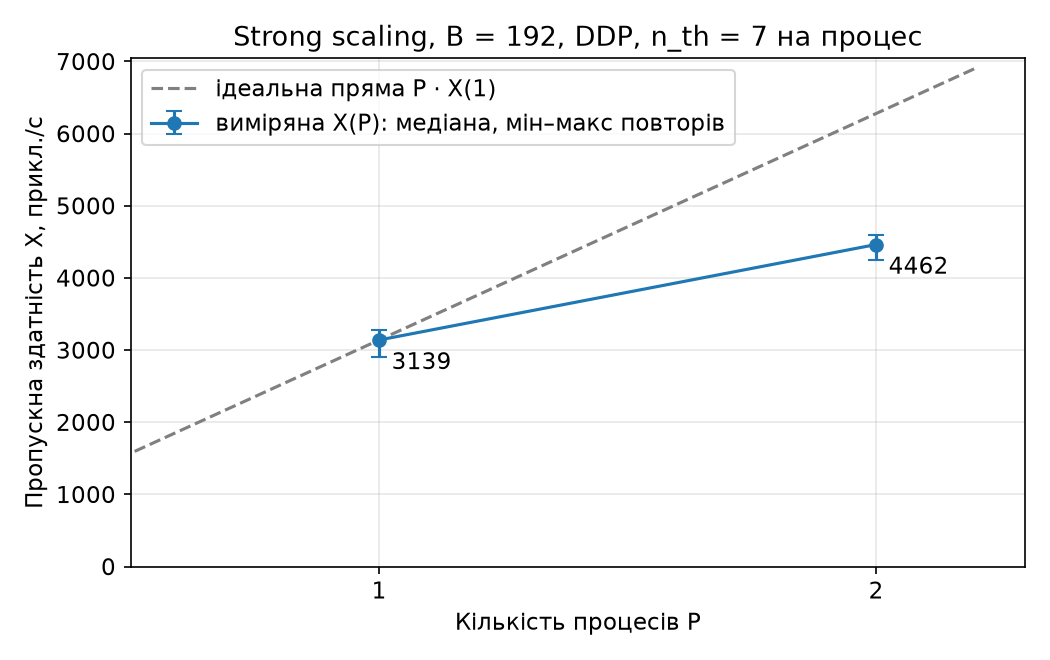 Strong scaling, B = 192, DDP, n_th = 7 на процес
ідеальна пряма P · X(1)
виміряна X(P): медіана, мін–макс повторів
Пропускна здатність X, прикл./с
7000
6000
5000
4000
3000
2000
1000
0
3139
4462
1
2
Кількість процесів P